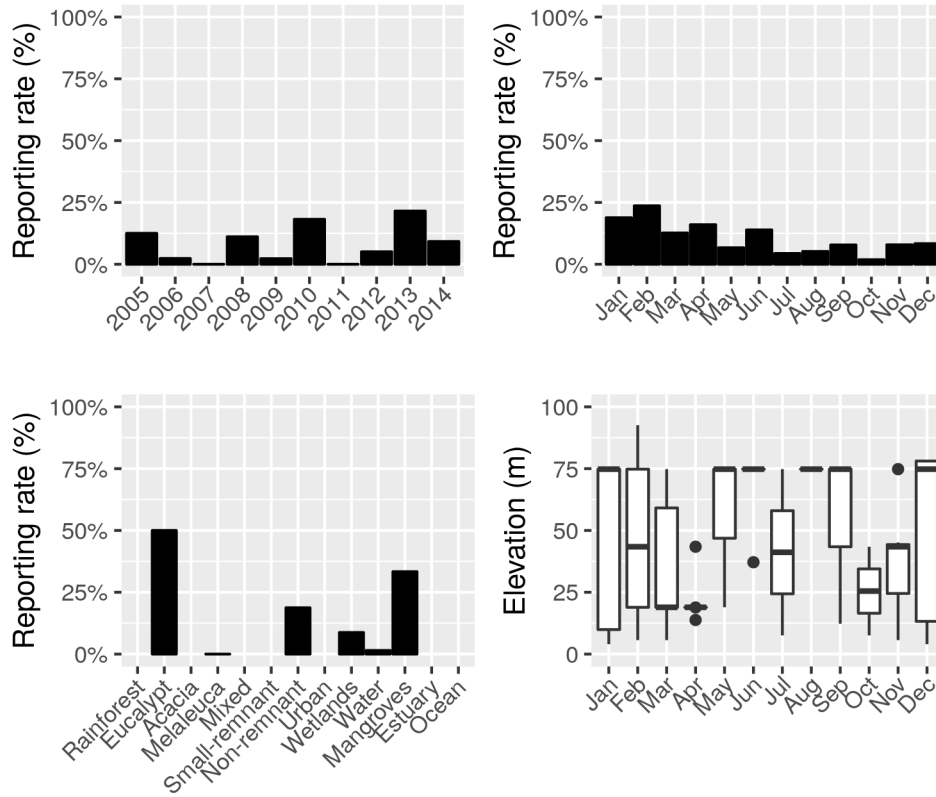 Reporting rate (%)
100%
75%
50%
25%
0%
2005
2006
2007
2008
2009
2010
2011
2012
2013
2014
Reporting rate (%)
100%
75%
50%
25%
0%
Jan
Feb
Mar
Apr
May
Jun
Jul
Aug
Sep
Oct
Nov
Dec
Reporting rate (%)
100%
75%
50%
25%
0%
Rainforest
Eucalypt
Acacia
Melaleuca
Mixed
Small-remnant
Non-remnant
Urban
Wetlands
Water
Mangroves
Estuary
Ocean
Elevation (m)
100
75
50
25
0
Jan
Feb
Mar
Apr
May
Jun
Jul
Aug
Sep
Oct
Nov
Dec